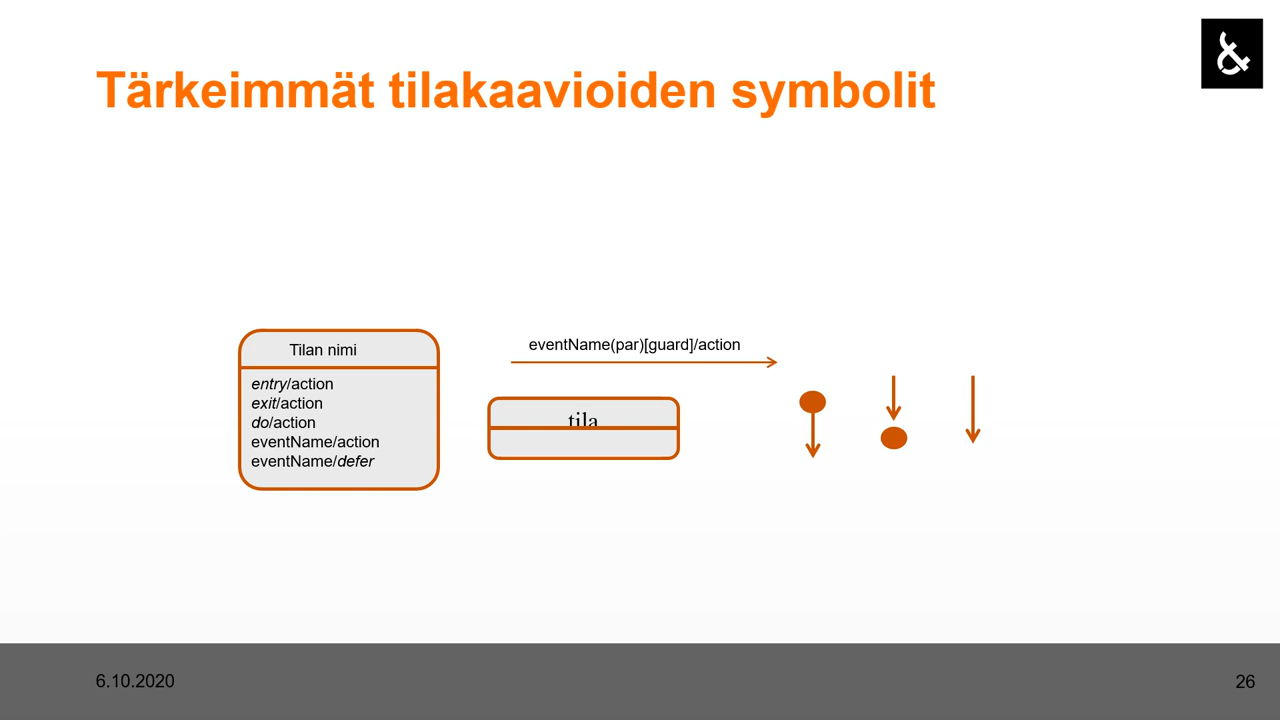 &
Tärkeimmät tilakaavioiden symbolit
Tilan nimi
entry/action
exit/action
do/action
eventName/action
eventName/defer
eventName(par)[guard]/action
tila
6.10.2020
26